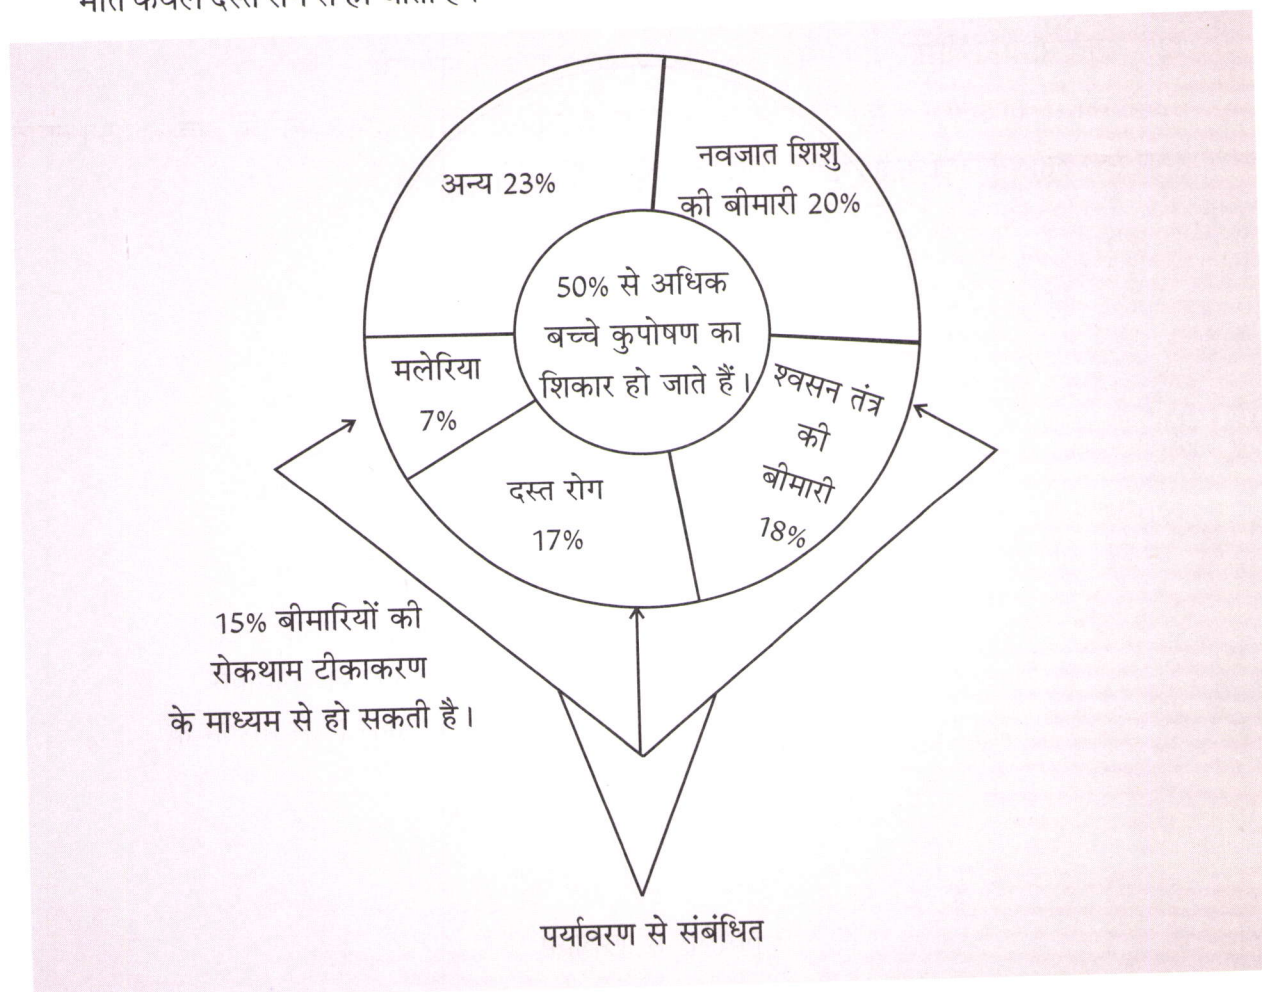 अन्य 23%
नवजात शिशु
की बीमारी 20%
50% से अधिक
बच्चे कुपोषण का
शिकार हो जाते हैं।
मलेरिया
7%
श्वसन तंत्र
की
बीमारी
18%
दस्त रोग
17%
15% बीमारियों की
रोकथाम टीकाकरण
के माध्यम से हो सकती है।
पर्यावरण से संबंधित